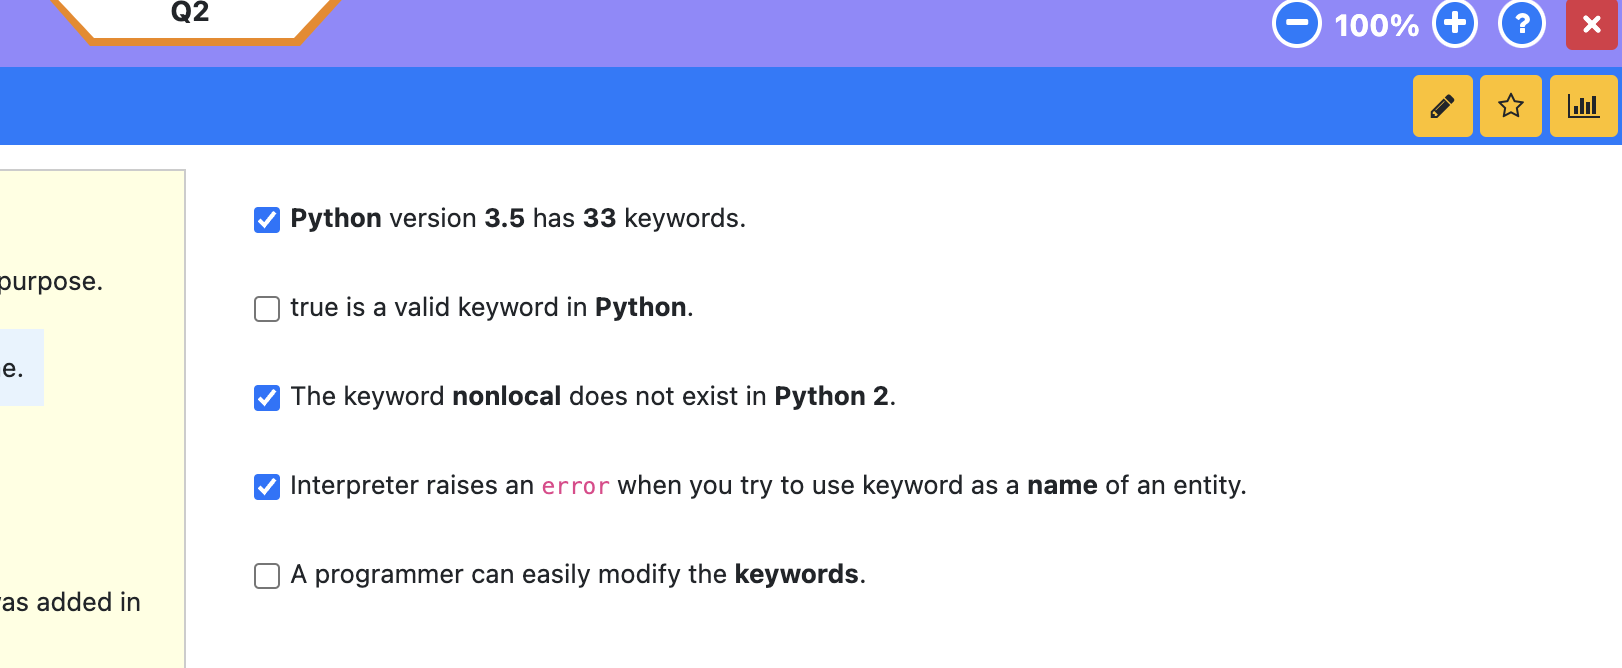 Q2
100%
?
Python version 3.5 has 33 keywords.
purpose.
true is a valid keyword in Python.
e.
The keyword nonlocal does not exist in Python 2.
Interpreter raises an error when you try to use keyword as a name of an entity.
A programmer can easily modify the keywords.
as added in